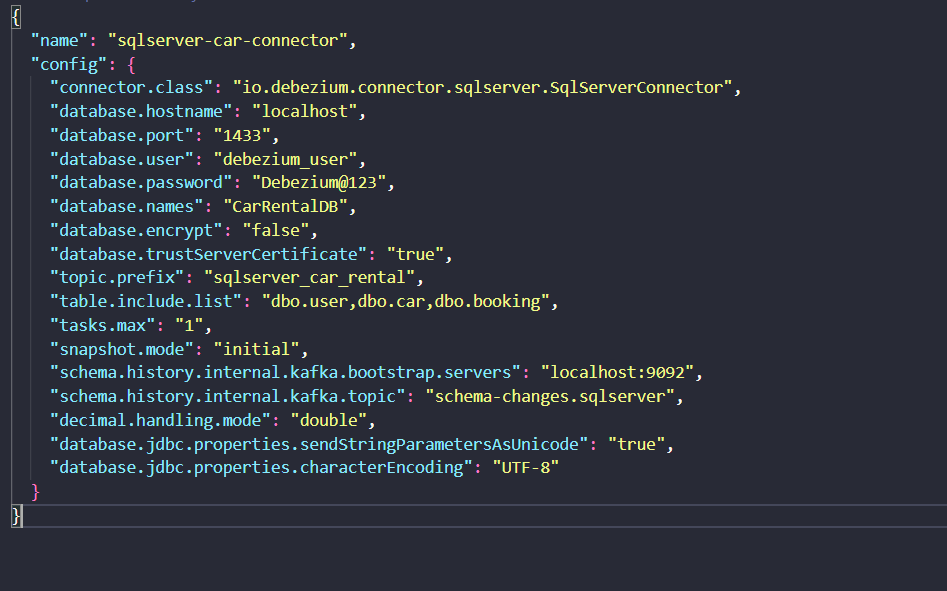 {
  "name": "sqlserver-car-connector",
  "config": {
    "connector.class": "io.debezium.connector.sqlserver.SqlServerConnector",
    "database.hostname": "localhost",
    "database.port": "1433",
    "database.user": "debezium_user",
    "database.password": "Debezium@123",
    "database.names": "CarRentalDB",
    "database.encrypt": "false",
    "database.trustServerCertificate": "true",
    "topic.prefix": "sqlserver_car_rental",
    "table.include.list": "dbo.user,dbo.car,dbo.booking",
    "tasks.max": "1",
    "snapshot.mode": "initial",
    "schema.history.internal.kafka.bootstrap.servers": "localhost:9092",
    "schema.history.internal.kafka.topic": "schema-changes.sqlserver",
    "decimal.handling.mode": "double",
    "database.jdbc.properties.sendStringParametersAsUnicode": "true",
    "database.jdbc.properties.characterEncoding": "UTF-8"
  }
}